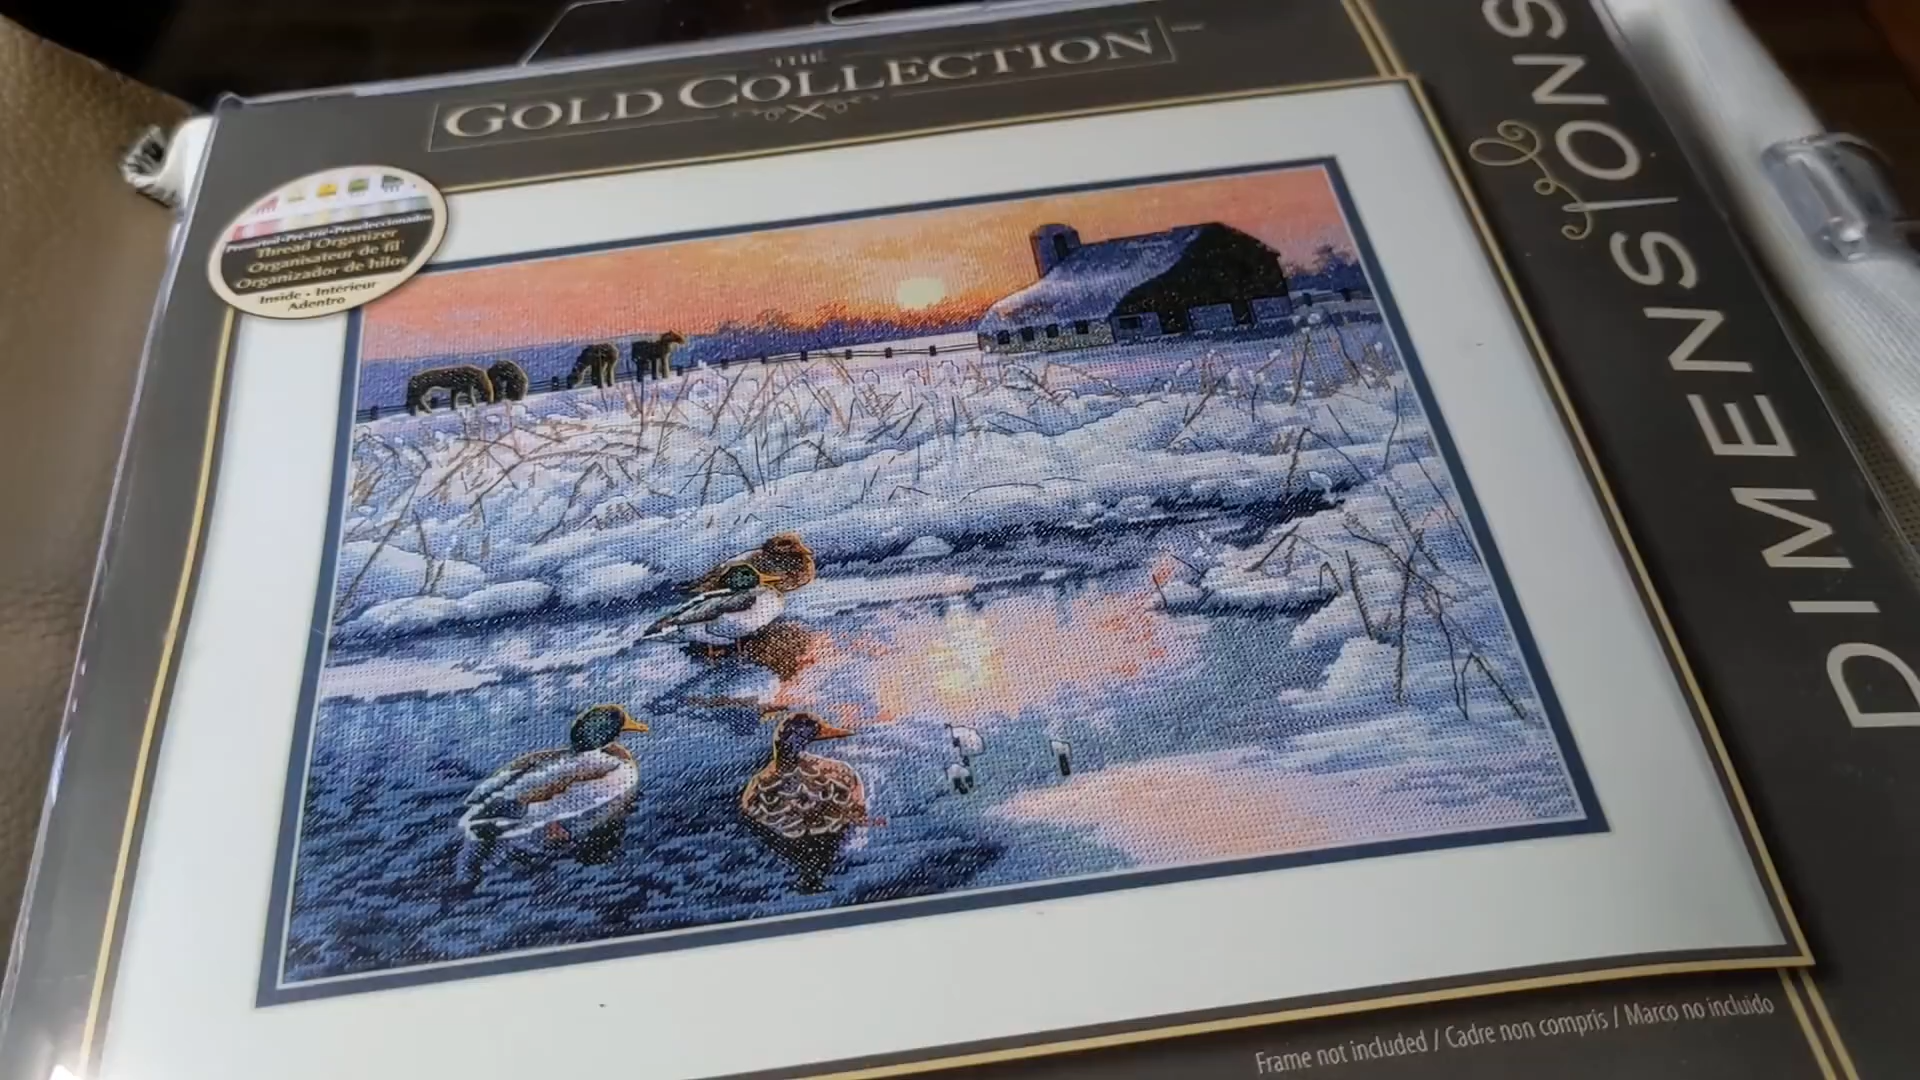 THE
GOLD COLLECTION
Presorted • Pré-trié • Preseleccionados
Thread Organizer
Organisateur de fil
Organizador de hilos
Inside • Intérieur
Adentro
DIMENSIONS
Frame not included / Cadre non compris / Marco no incluido